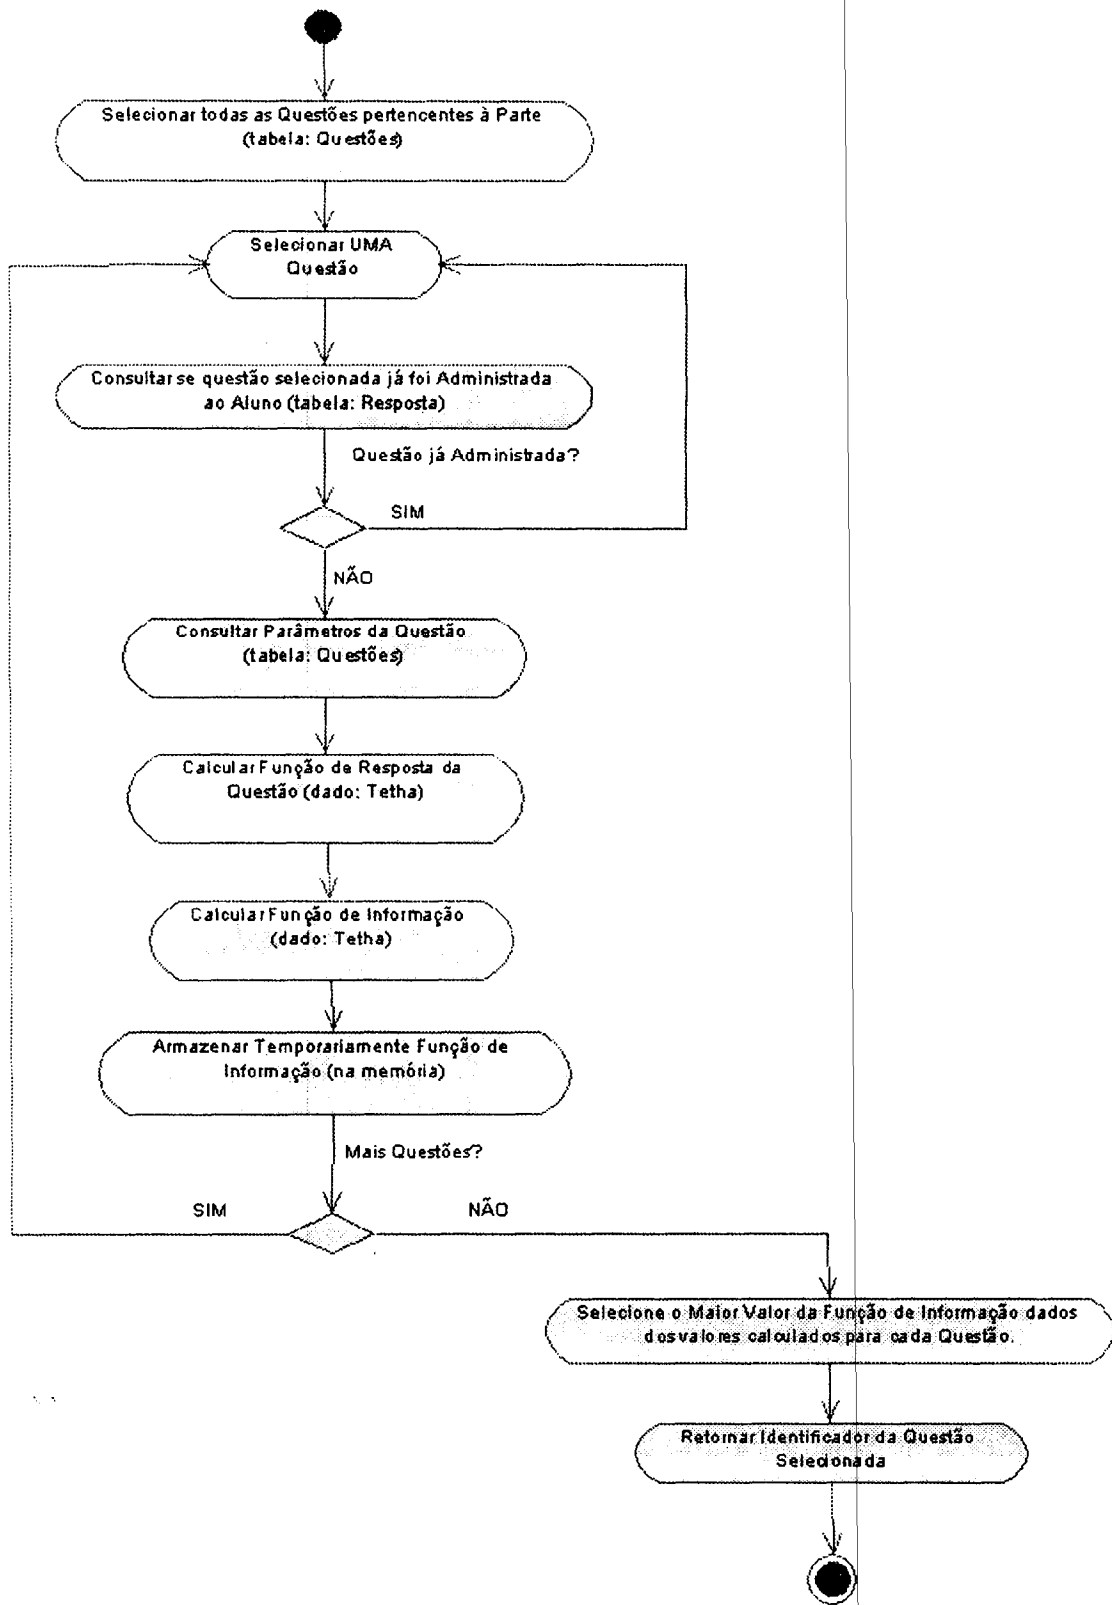 Selecionar todas as Questões pertencentes à Parte
(tabela: Questões)
Selecionar UMA
Questão
Consultar se questão selecionada já foi Administrada
ao Aluno (tabela: Resposta)
Questão já Administrada?
SIM
NÃO
Consultar Parâmetros da Questão
(tabela: Questões)
Calcular Função de Resposta da
Questão (dado: Tetha)
Calcular Função de Informação
(dado: Tetha)
Armazenar Temporariamente Função de
Informação (na memória)
Mais Questões?
SIM
NÃO
Selecione o Maior Valor da Função de Informação dados
dos valores calculados para cada Questão.
Retornar Identificador da Questão
Selecionada